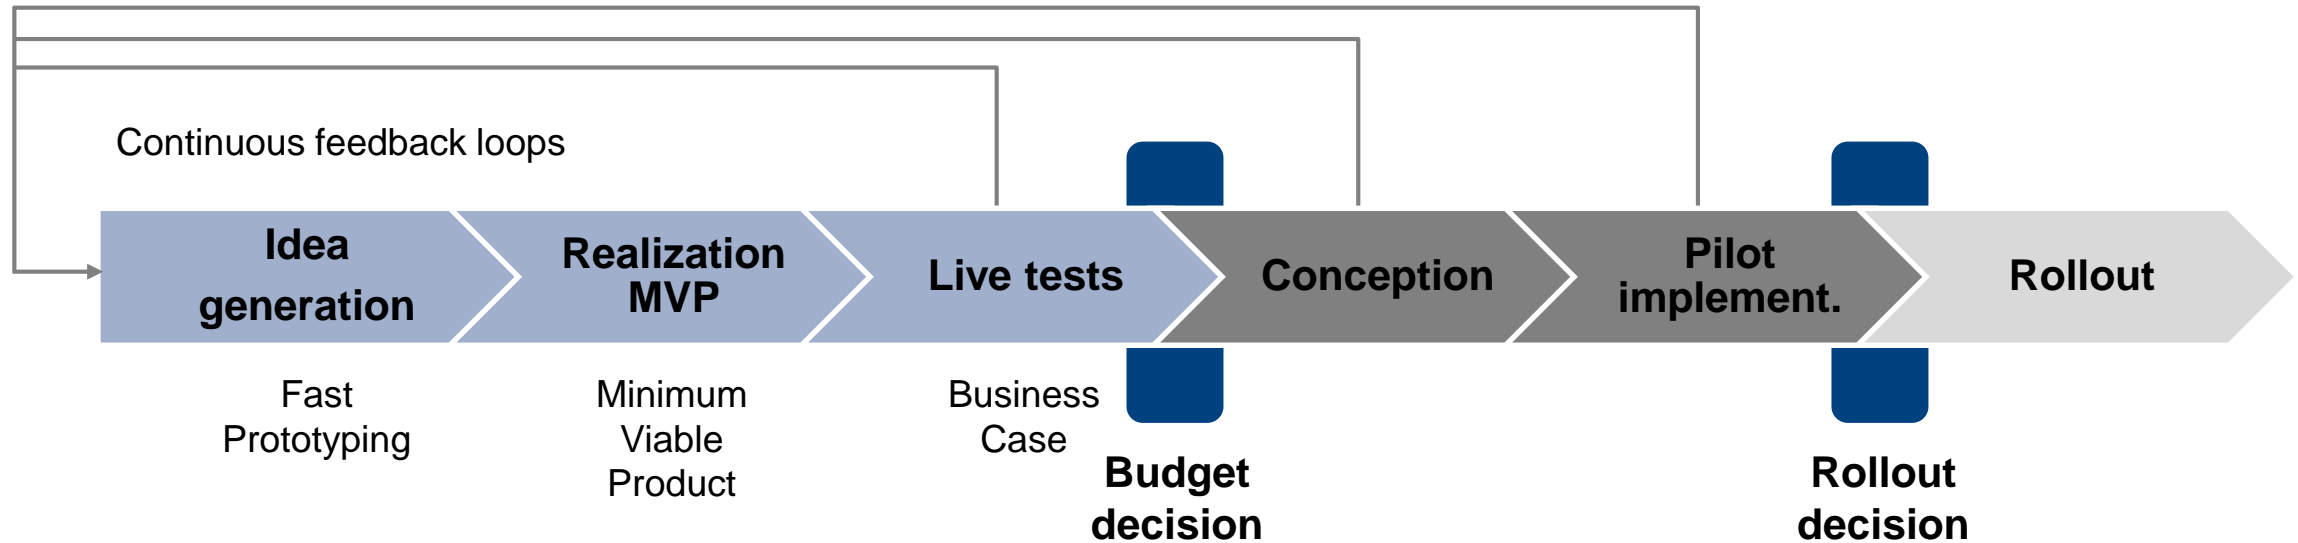 Continuous feedback loops
Idea
generation
Realization
MVP
Live tests
Conception
Pilot
implement.
Rollout
Fast
Prototyping
Minimum
Viable
Product
Business
Case
Budget
decision
Rollout
decision